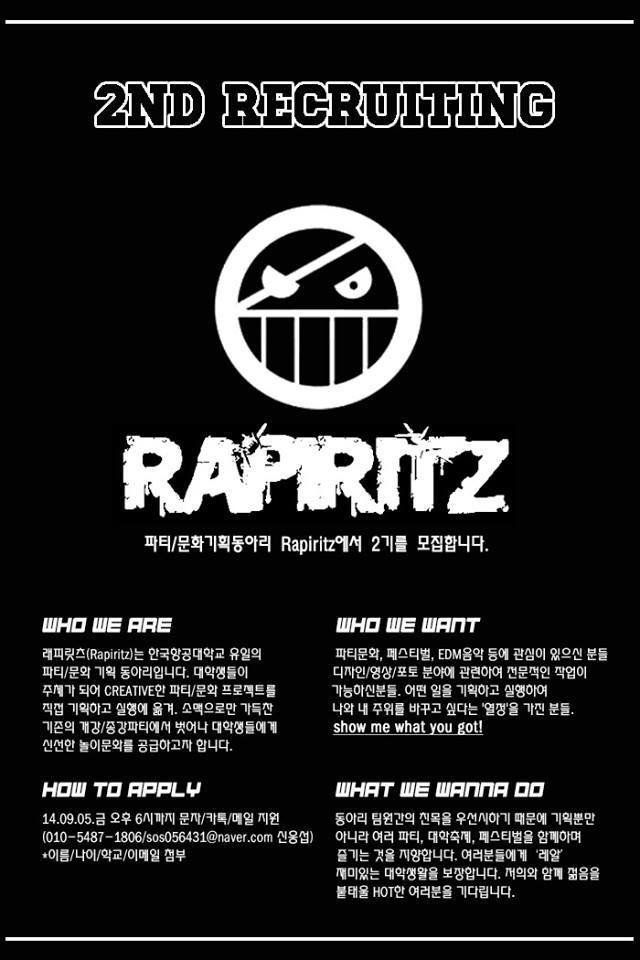 2ND RECRUITING
RAPIRITZ
파티/문화기획동아리 Rapiritz에서 2기를 모집합니다.
WHO WE ARE
래피릿츠(Rapiritz)는 한국항공대학교 유일의
파티/문화 기획 동아리입니다. 대학생들이
주체가 되어 CREATIVE한 파티/문화 프로젝트를
직접 기획하고 실행에 옮겨. 소맥으로만 가득찬
기존의 개강/종강파티에서 벗어나 대학생들에게
신선한 놀이문화를 공급하고자 합니다.
WHO WE WANT
파티문화, 페스티벌, EDM음악 등에 관심이 있으신 분들
디자인/영상/포토 분야에 관련하여 전문적인 작업이
가능하신분들. 어떤 일을 기획하고 실행하여
나와 내 주위를 바꾸고 싶다는 '열정'을 가진 분들.
show me what you got!
HOW TO APPLY
14.09.05.금 오후 6시까지 문자/카톡/메일 지원
(010-5487-1806/sos056431@naver.com 신웅섭)
*이름/나이/학교/이메일 첨부
WHAT WE WANNA DO
동아리 팀원간의 친목을 우선시하기 때문에 기획뿐만
아니라 여러 파티, 대학축제, 페스티벌을 함께하며
즐기는 것을 지향합니다. 여러분들에게 '레알'
재미있는 대학생활을 보장합니다. 저희와 함께 젊음을
불태울 HOT한 여러분을 기다립니다.